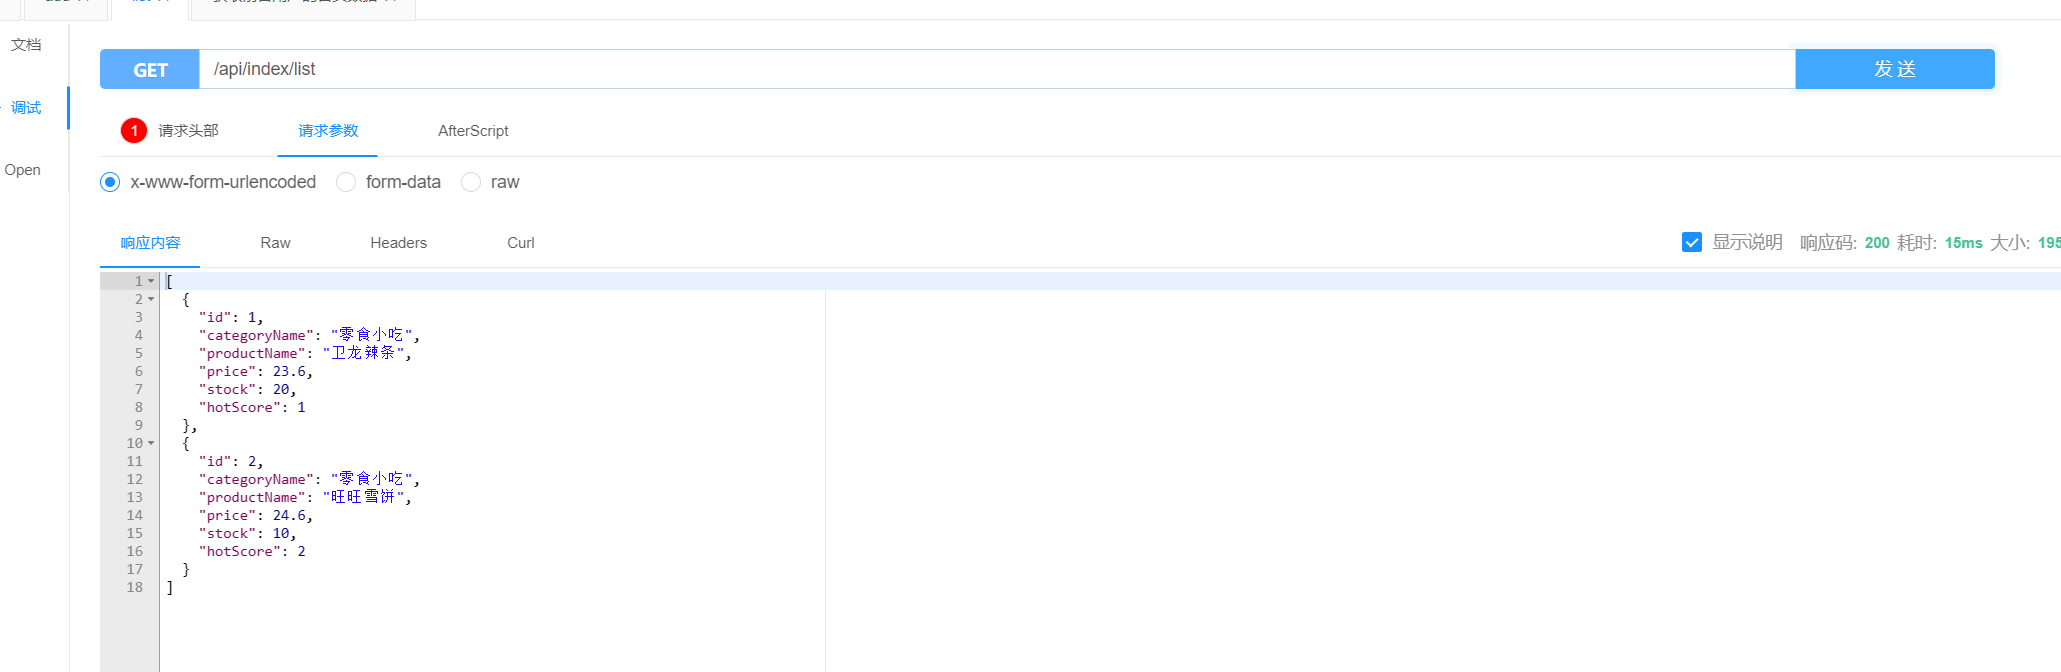 文档
GET /api/index/list 发 送
调试
1 请求头部 请求参数 AfterScript
Open
x-www-form-urlencoded form-data raw
响应内容 Raw Headers Curl 显示说明 响应码: 200 耗时: 15ms 大小: 195
1 [
2 {
3 "id": 1,
4 "categoryName": "零食小吃",
5 "productName": "卫龙辣条",
6 "price": 23.6,
7 "stock": 20,
8 "hotScore": 1
9 },
10 {
11 "id": 2,
12 "categoryName": "零食小吃",
13 "productName": "旺旺雪饼",
14 "price": 24.6,
15 "stock": 10,
16 "hotScore": 2
17 }
18 ]